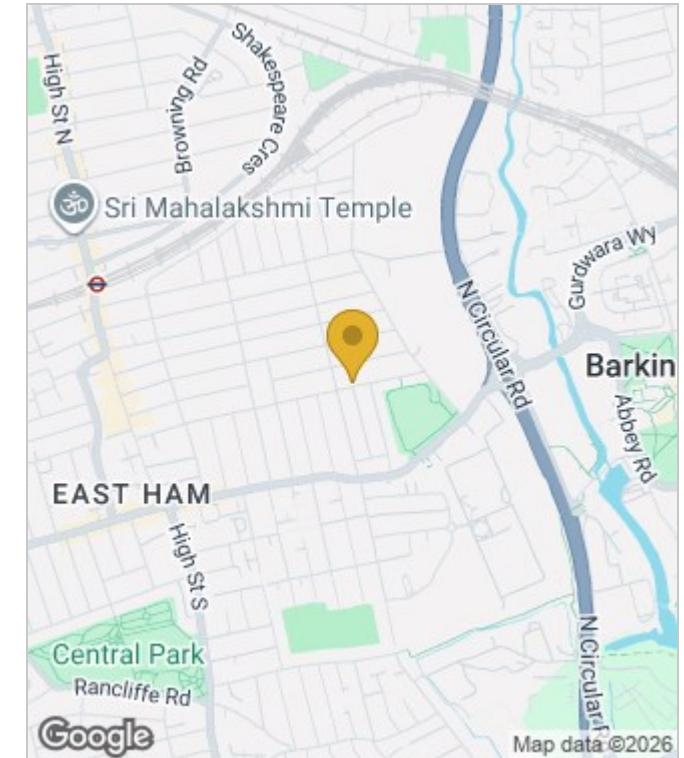 High St N
Browning Rd
Shakespeare Cres
ॐ
Sri Mahalakshmi Temple
Gurdwara Wy
N Circular Rd
Barkin
Abbey Rd
EAST HAM
High St S
N Circular R
Central Park
Rancliffe Rd
Google
Map data ©2026